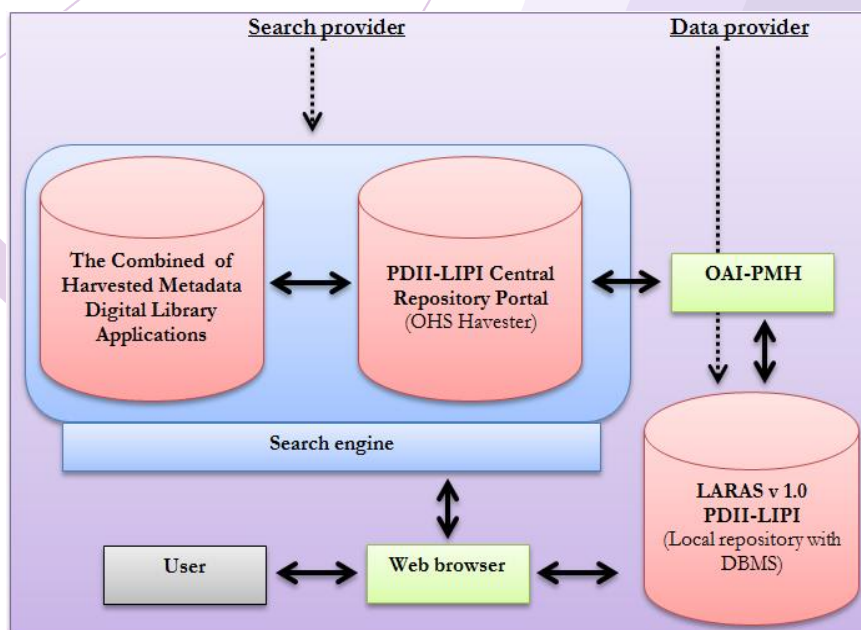 Search provider
Data provider
The Combined of
Harvested Metadata
Digital Library
Applications
PDII-LIPI Central
Repository Portal
(OHS Havester)
OAI-PMH
Search engine
LARAS v 1.0
PDII-LIPI
(Local repository with
DBMS)
User
Web browser